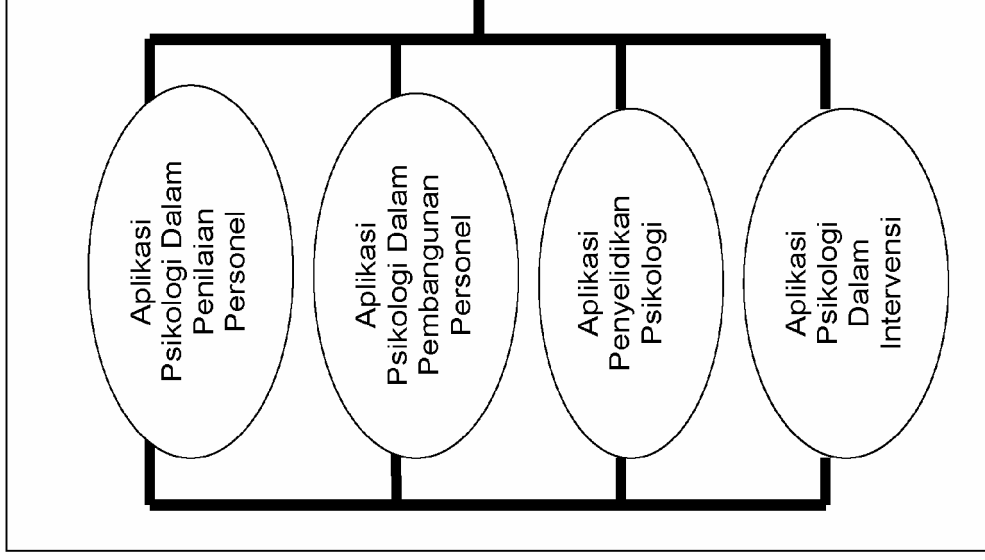 Aplikasi
Psikologi Dalam
Penilaian
Personel
Aplikasi
Psikologi Dalam
Pembangunan
Personel
Aplikasi
Penyelidikan
Psikologi
Aplikasi
Psikologi
Dalam
Intervensi